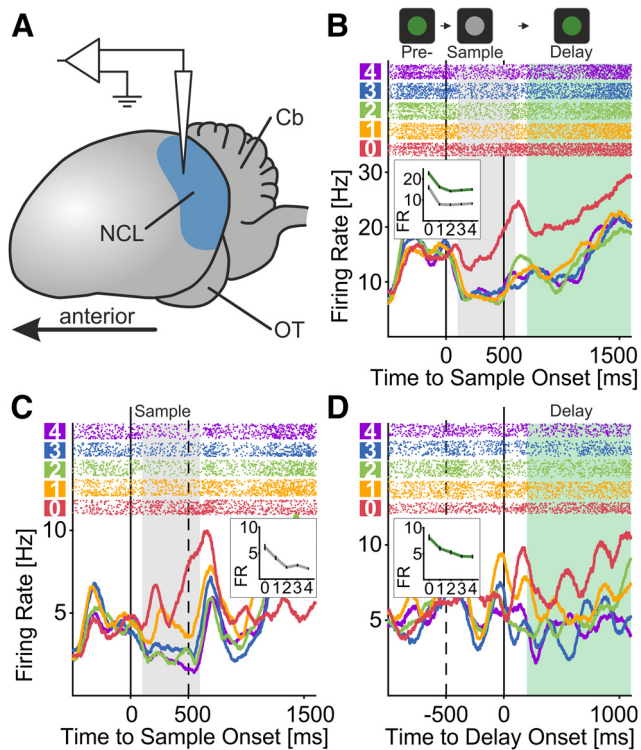 A
Cb
NCL
anterior
OT
B
Pre- Sample Delay
4
3
2
1
0
30
20
10
Firing Rate [Hz]
20
10
FR
0 1 2 3 4
0 500 1500
Time to Sample Onset [ms]
C
Sample
4
3
2
1
0
10
5
Firing Rate [Hz]
10
5
0
FR
0 1 2 3 4
0 500 1500
Time to Sample Onset [ms]
D
Delay
4
3
2
1
0
10
5
10
5
0
FR
0 1 2 3 4
-500 0 1000
Time to Delay Onset [ms]